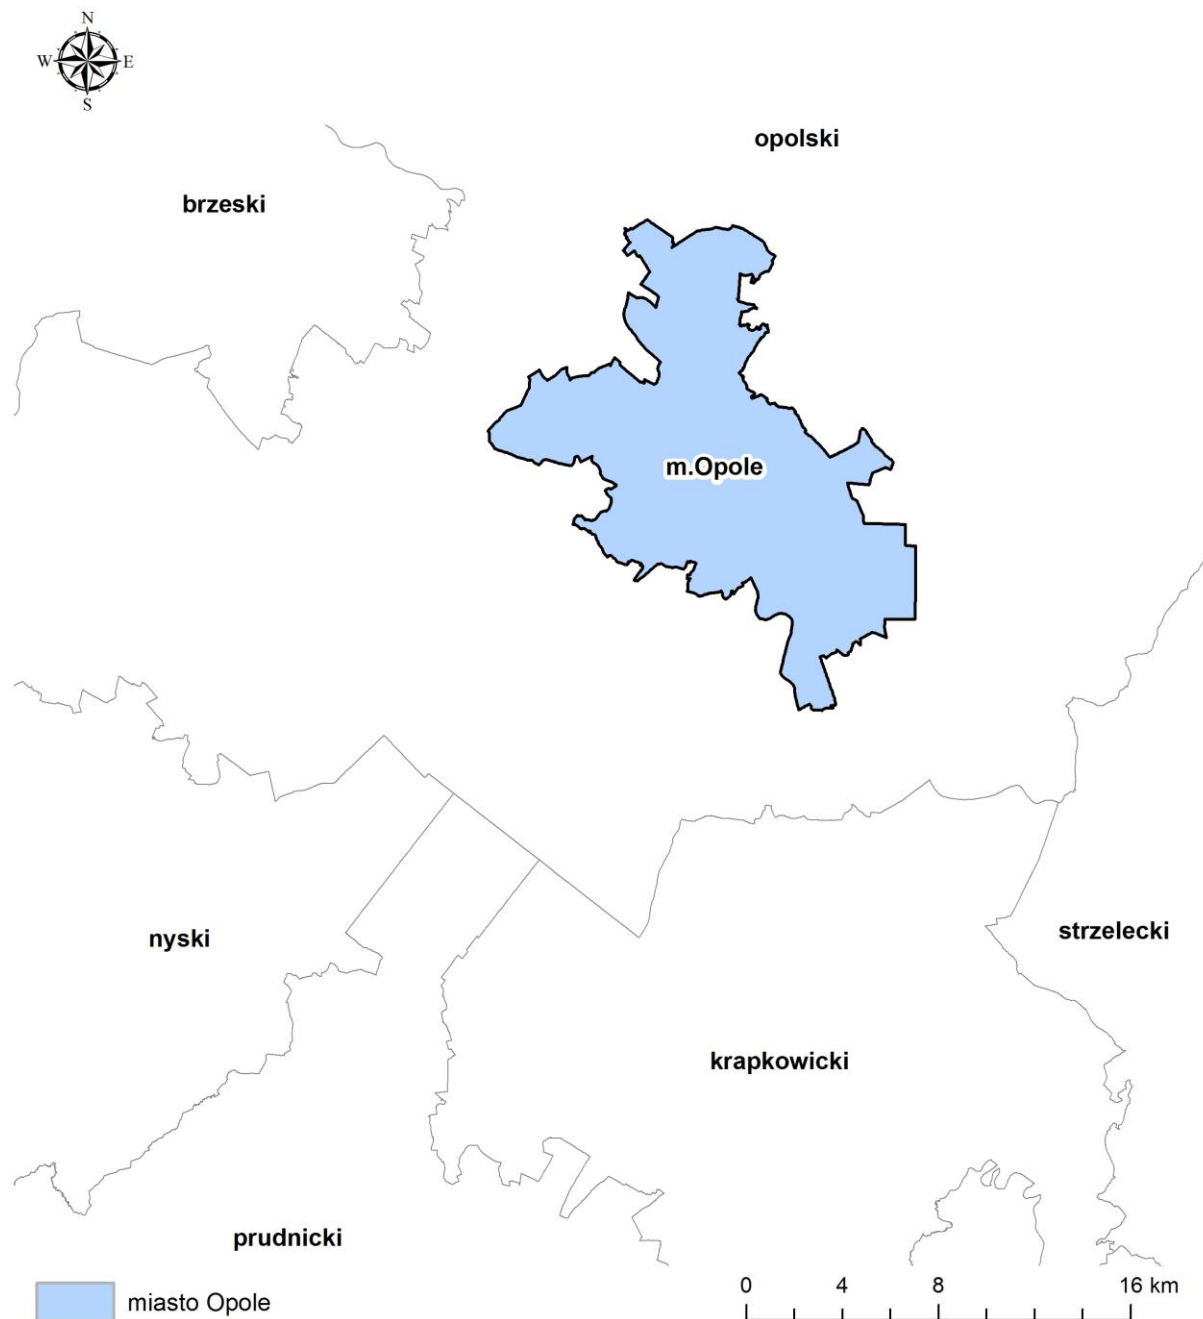 N
W E
S
opolski
brzeski
m.Opole
nyski
strzelecki
krapkowicki
prudnicki
miasto Opole
0 4 8 16 km